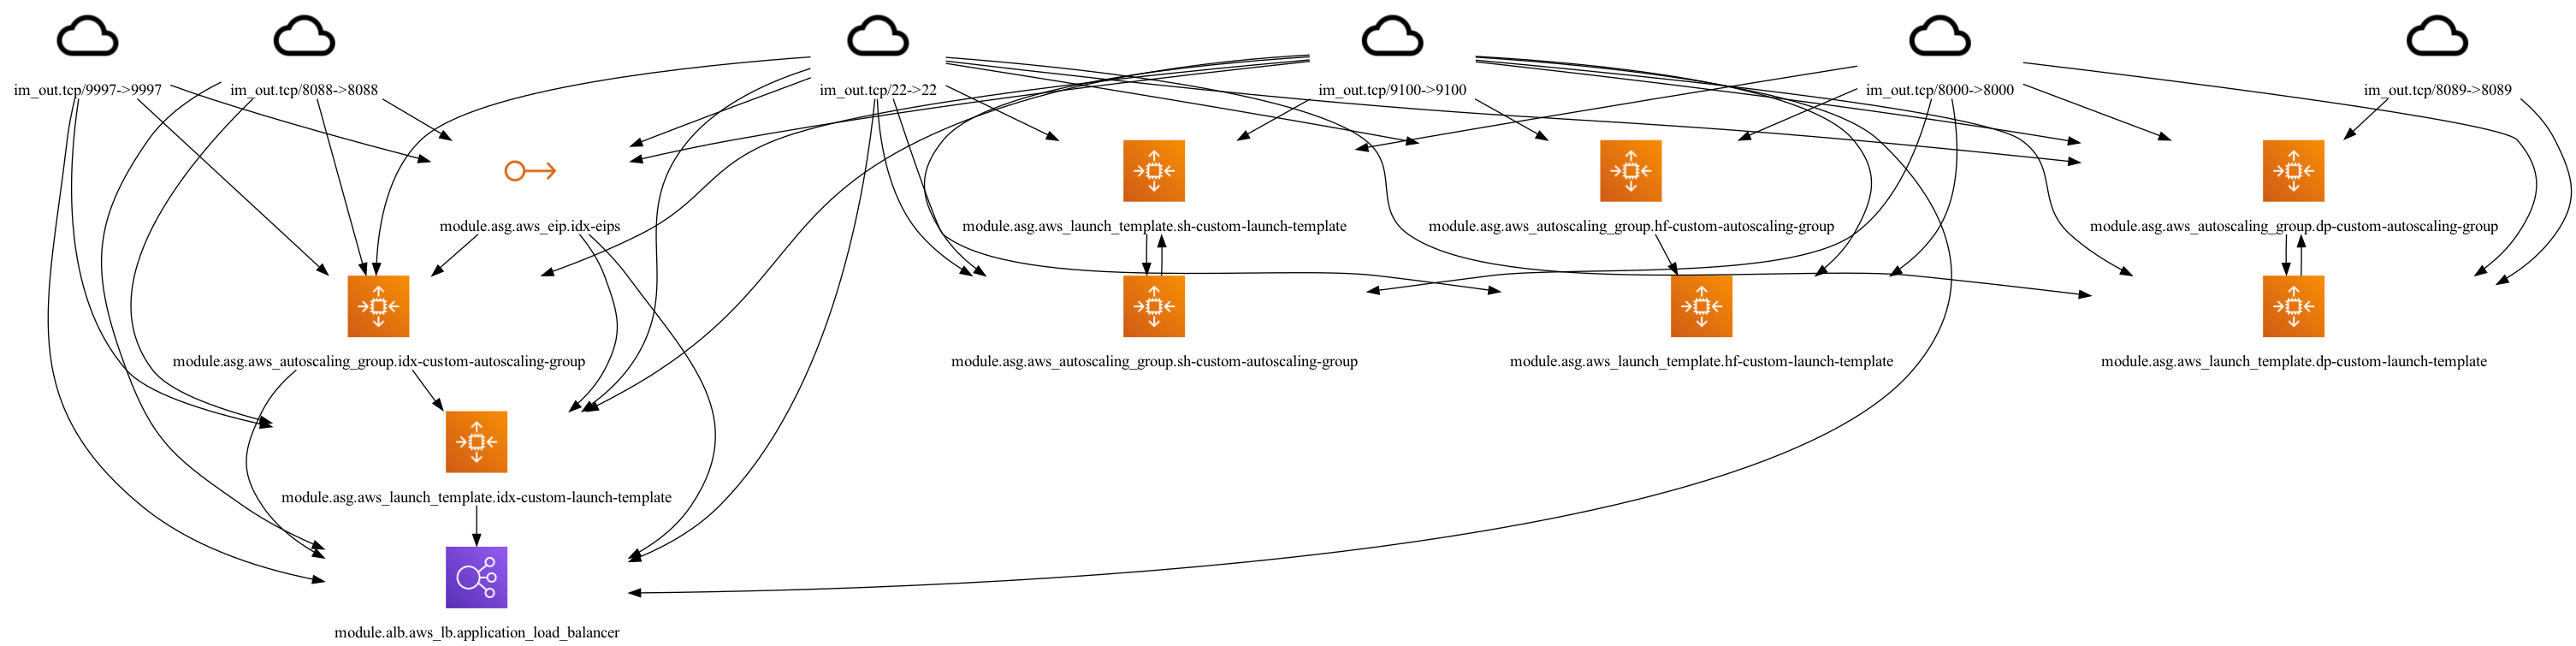 im_out.tcp/9997->9997
im_out.tcp/8088->8088
im_out.tcp/22->22
im_out.tcp/9100->9100
im_out.tcp/8000->8000
im_out.tcp/8089->8089
module.asg.aws_eip.idx-eips
module.asg.aws_launch_template.sh-custom-launch-template
module.asg.aws_autoscaling_group.hf-custom-autoscaling-group
module.asg.aws_autoscaling_group.dp-custom-autoscaling-group
module.asg.aws_autoscaling_group.idx-custom-autoscaling-group
module.asg.aws_autoscaling_group.sh-custom-autoscaling-group
module.asg.aws_launch_template.hf-custom-launch-template
module.asg.aws_launch_template.dp-custom-launch-template
module.asg.aws_launch_template.idx-custom-launch-template
module.alb.aws_lb.application_load_balancer